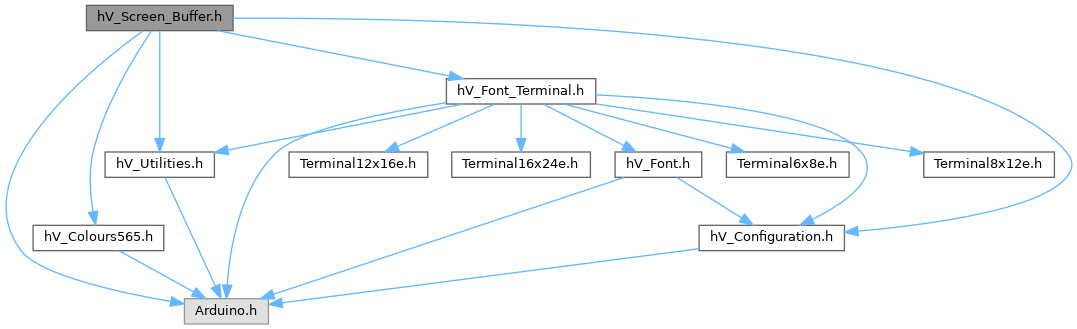 hV_Screen_Buffer.h
hV_Font_Terminal.h
hV_Utilities.h
Terminal12x16e.h
Terminal16x24e.h
hV_Font.h
Terminal6x8e.h
Terminal8x12e.h
hV_Colours565.h
hV_Configuration.h
Arduino.h